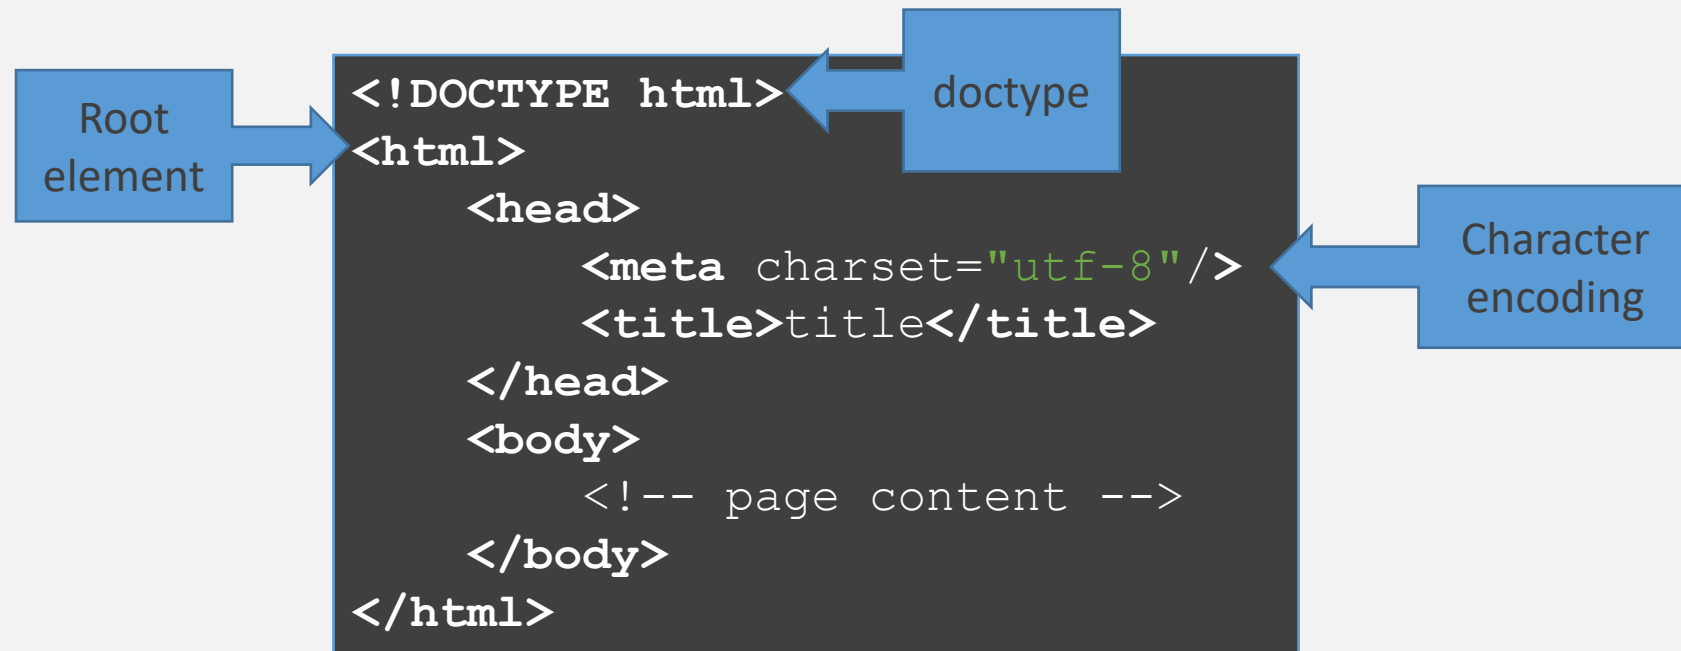 Root
element
doctype
Character
encoding
<!DOCTYPE html>
<html>
    <head>
        <meta charset="utf-8"/>
        <title>title</title>
    </head>
    <body>
        <!-- page content -->
    </body>
</html>